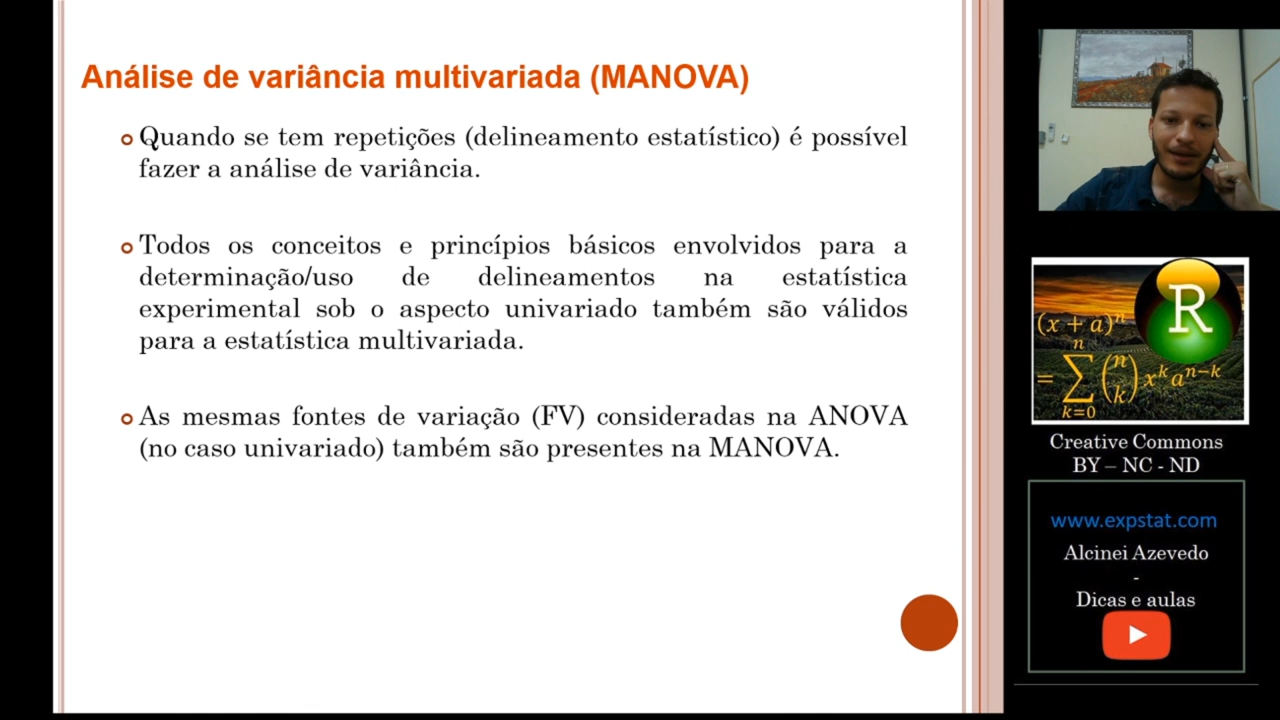 Análise de variância multivariada (MANOVA)
Quando se tem repetições (delineamento estatístico) é possível
fazer a análise de variância.
Todos os conceitos e princípios básicos envolvidos para a
determinação/uso de delineamentos na estatística
experimental sob o aspecto univariado também são válidos
para a estatística multivariada.
As mesmas fontes de variação (FV) consideradas na ANOVA
(no caso univariado) também são presentes na MANOVA.
R
(x + a)^n
= ∑_{k=0}^{n} (n k) x^k a^{n-k}
Creative Commons
BY – NC - ND
www.expstat.com
Alcinei Azevedo
-
Dicas e aulas